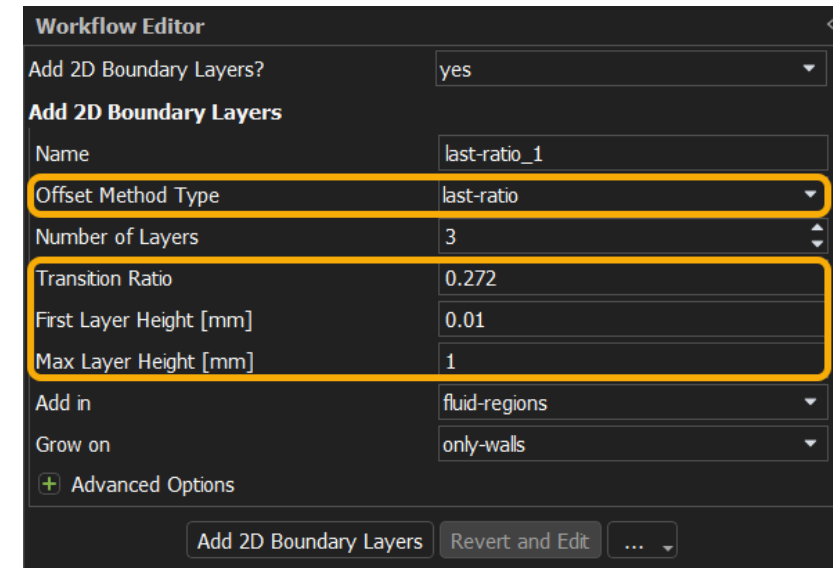 Workflow Editor
Add 2D Boundary Layers? yes
Add 2D Boundary Layers
Name last-ratio_1
Offset Method Type last-ratio
Number of Layers 3
Transition Ratio 0.272
First Layer Height [mm] 0.01
Max Layer Height [mm] 1
Add in fluid-regions
Grow on only-walls
Advanced Options
Add 2D Boundary Layers Revert and Edit ...